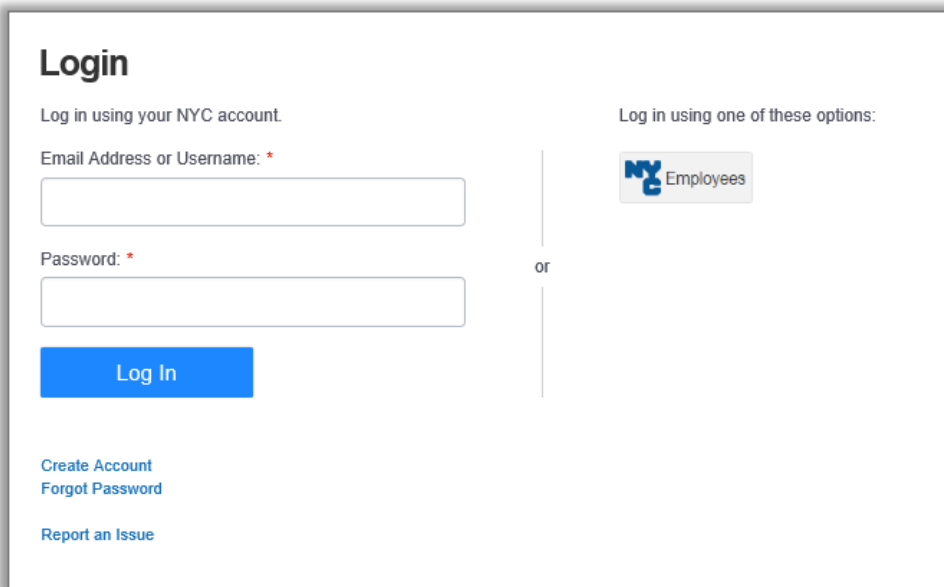 Login
Log in using your NYC account.
Email Address or Username: *
Password: *
Log In
or
Log in using one of these options:
NYC Employees
Create Account
Forgot Password
Report an Issue